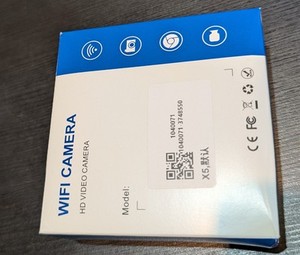 WIFI CAMERA
HD VIDEO CAMERA
Model:
1040071
1040071-3748550
X5,默认
CE FC